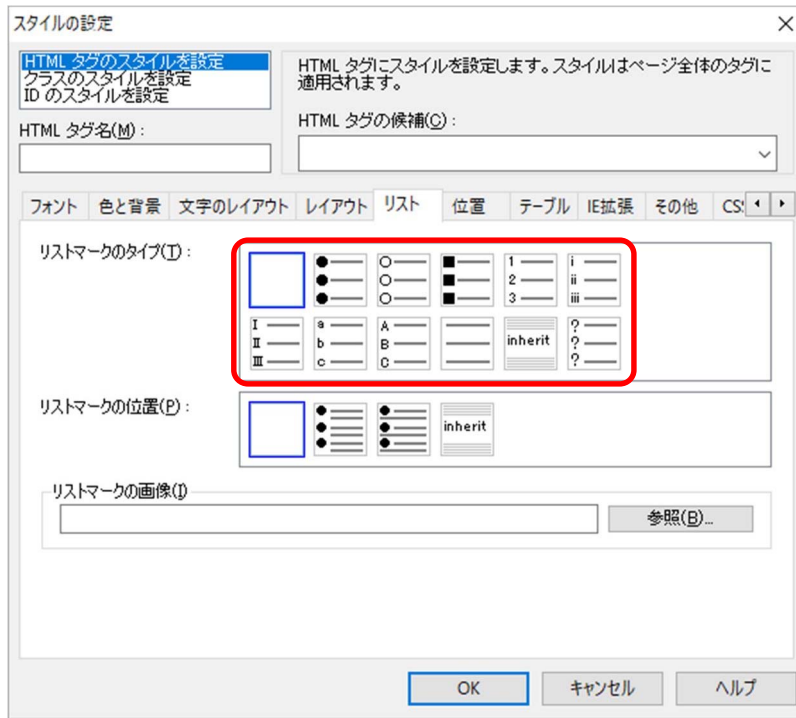 スタイルの設定
HTML タグのスタイルを設定
クラスのスタイルを設定
ID のスタイルを設定
HTML タグにスタイルを設定します。スタイルはページ全体のタグに
適用されます。
HTML タグ名(M) :
HTML タグの候補(C) :
フォント 色と背景 文字のレイアウト レイアウト リスト 位置 テーブル IE拡張 その他 CS
リストマークのタイプ(T) :
1 i
2 ii
3 iii
I a A ?
II b B inherit ?
III c C ?
リストマークの位置(P) :
inherit
リストマークの画像(I)
参照(B)...
OK キャンセル ヘルプ